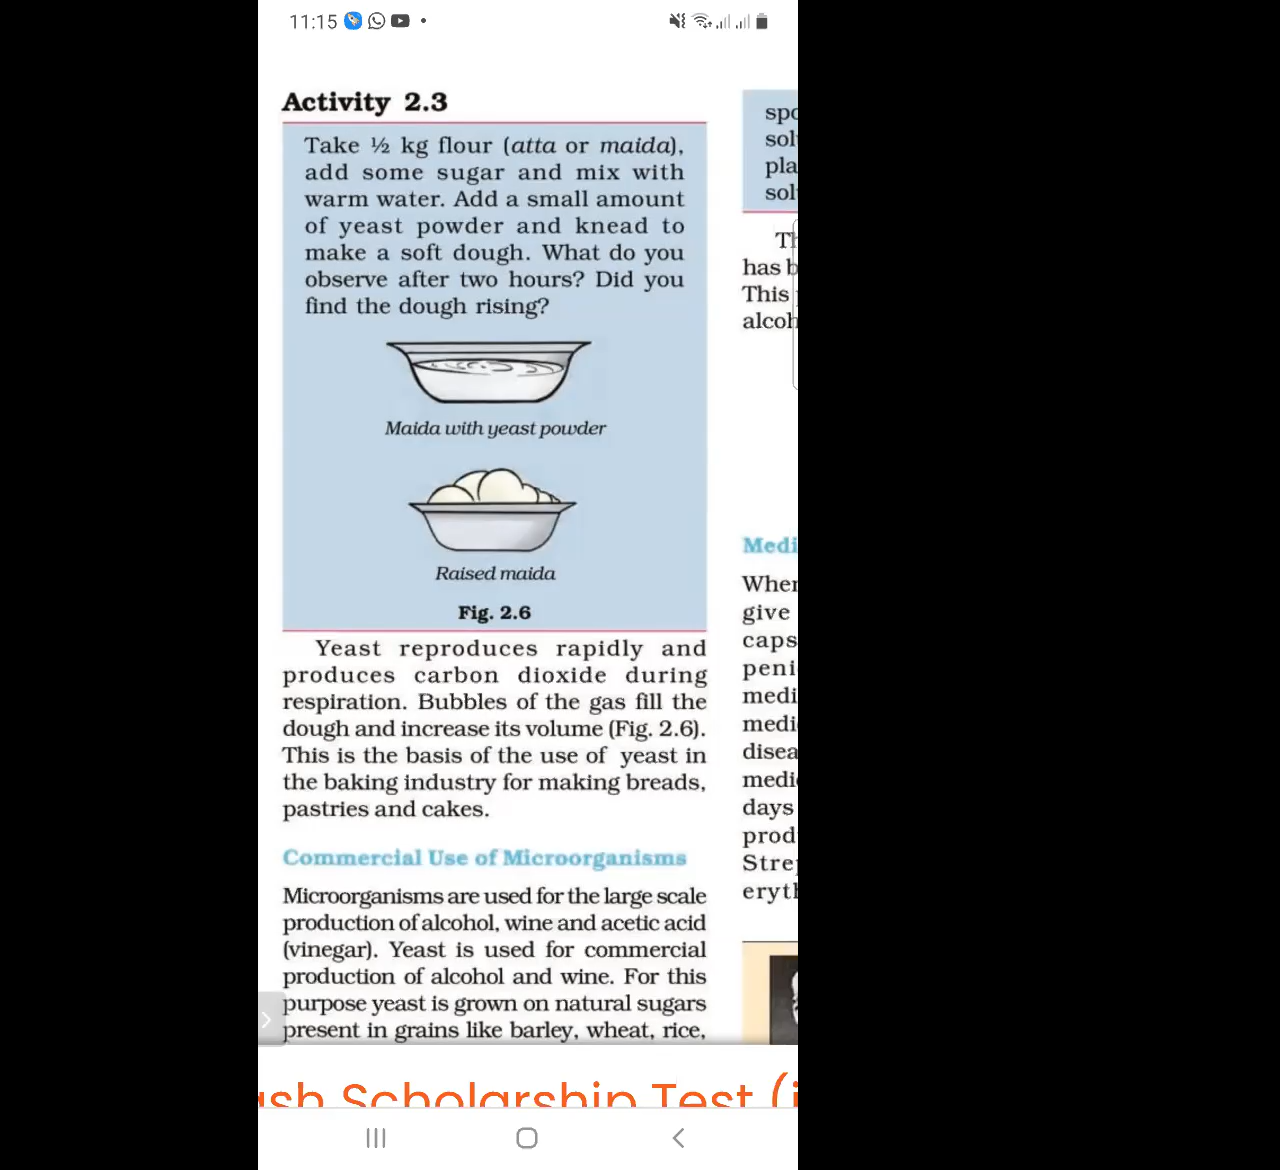 11:15
Activity 2.3
Take ½ kg flour (atta or maida),
add some sugar and mix with
warm water. Add a small amount
of yeast powder and knead to
make a soft dough. What do you
observe after two hours? Did you
find the dough rising?
Maida with yeast powder
Raised maida
Fig. 2.6
Yeast reproduces rapidly and
produces carbon dioxide during
respiration. Bubbles of the gas fill the
dough and increase its volume (Fig. 2.6).
This is the basis of the use of yeast in
the baking industry for making breads,
pastries and cakes.
Commercial Use of Microorganisms
Microorganisms are used for the large scale
production of alcohol, wine and acetic acid
(vinegar). Yeast is used for commercial
production of alcohol and wine. For this
purpose yeast is grown on natural sugars
present in grains like barley, wheat, rice,
has
This
give
days
Scholarship Test